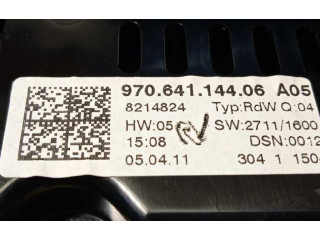 970.641.144.06 A05
8214824 Typ:RdW Q:04
HW:05 SW:2711/1600
15:08 DSN:0012
05.04.11 304 1 150